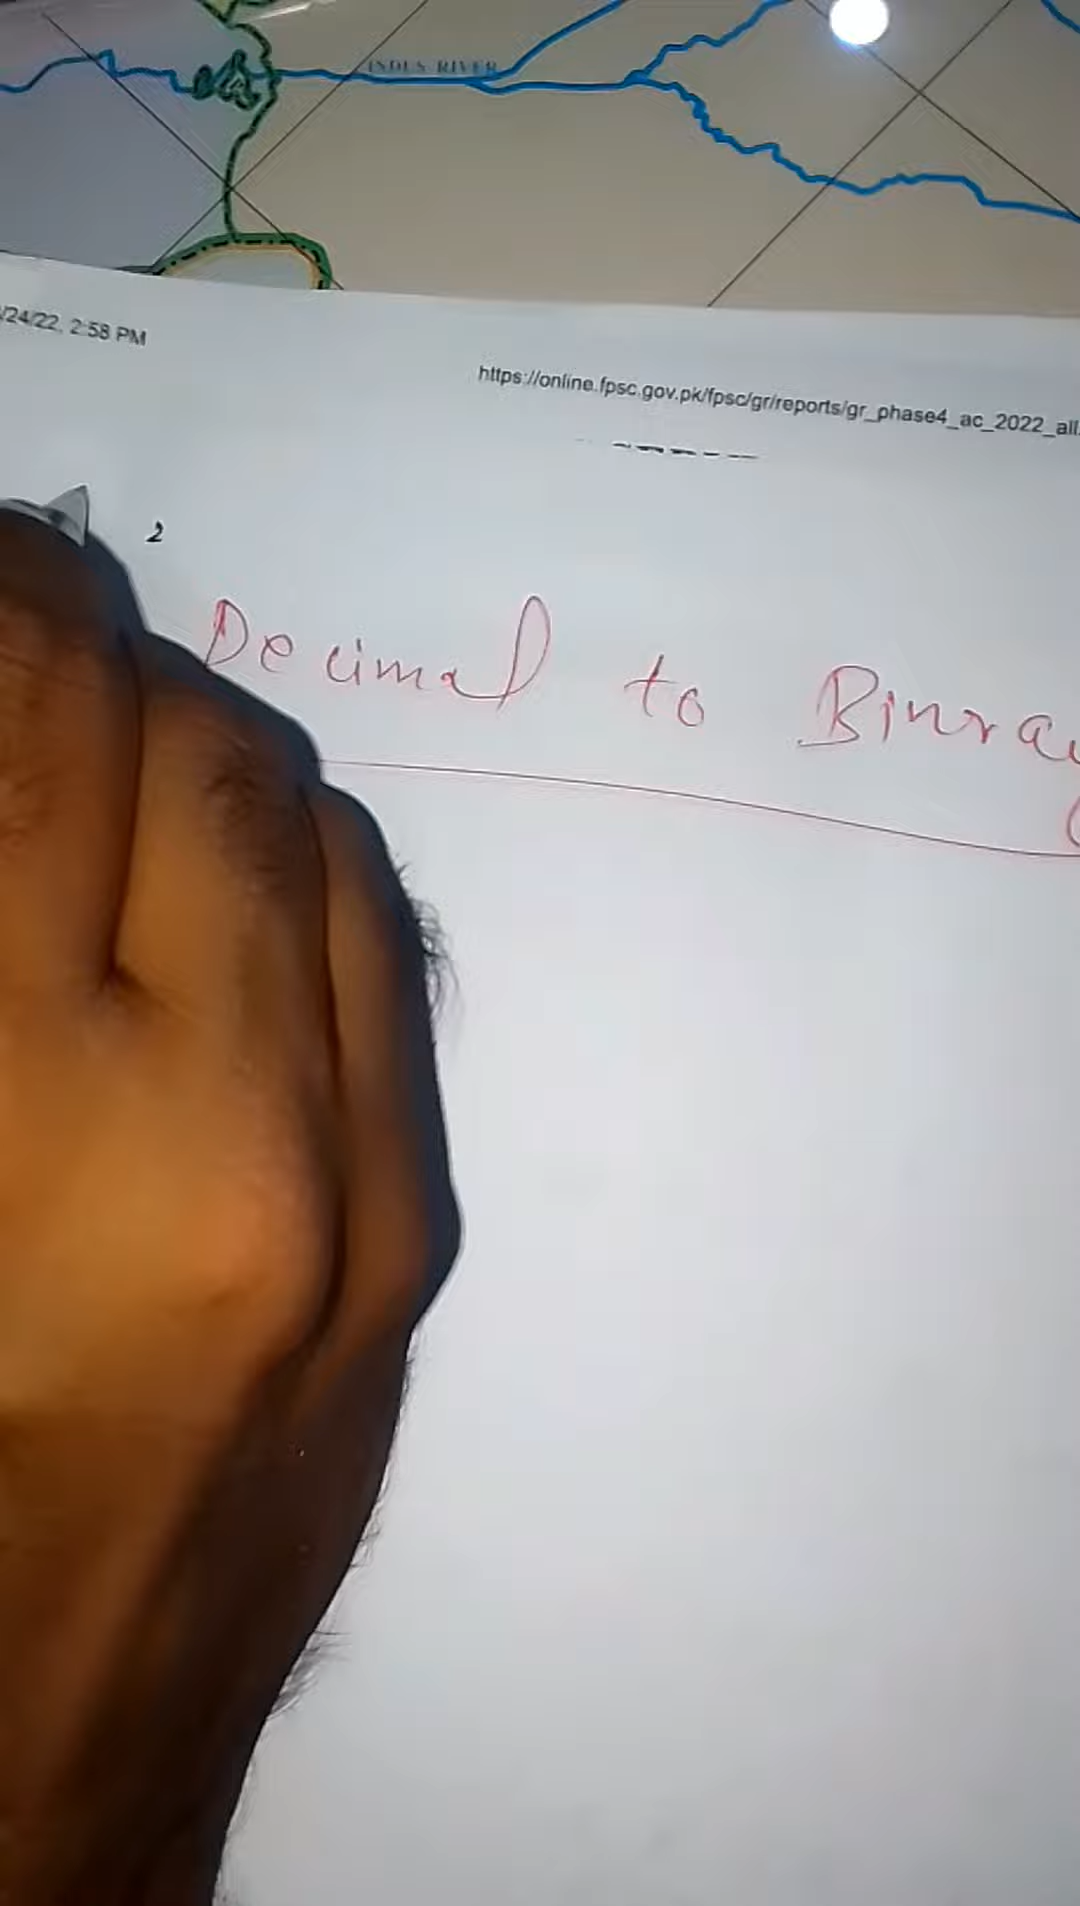 INDUS RIVER
/24/22, 2:58 PM
https://online.fpsc.gov.pk/fpsc/gr/reports/gr_phase4_ac_2022_all.
2
Decimal to Binray